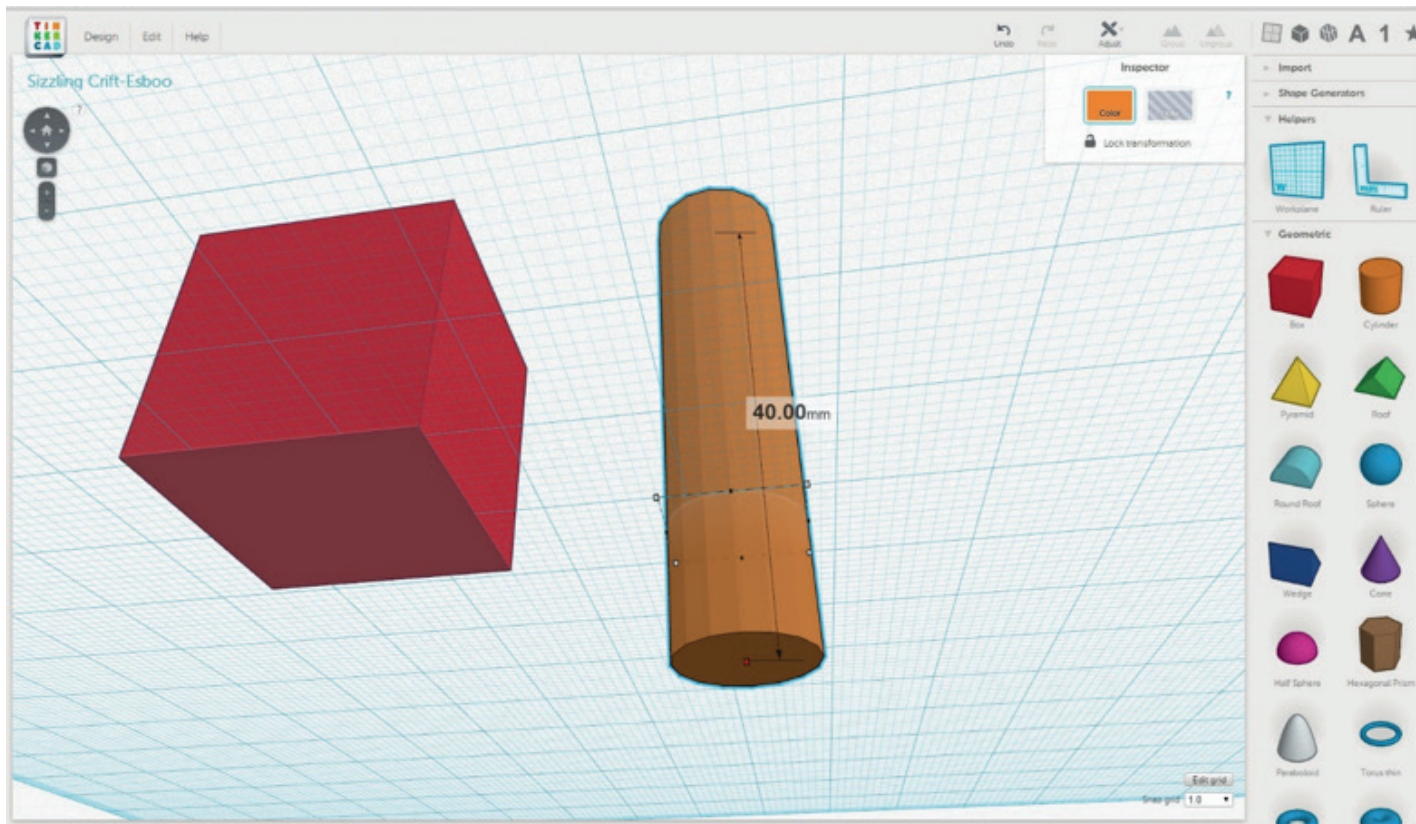 TIN
KER
CAD
Design
Edit
Help
Undo
Redo
Adjust
Group
Ungroup
A
1
Sizzling Crift-Esboo
?
Inspector
Color
?
Lock transformation
Import
Shape Generators
Helpers
Workplane
Ruler
Geometric
Box
Cylinder
Pyramid
Roof
Round Roof
Sphere
Wedge
Cone
Half Sphere
Hexagonal Prism
Paraboloid
Torus thin
40.00mm
Edit grid
Snap grid 1.0